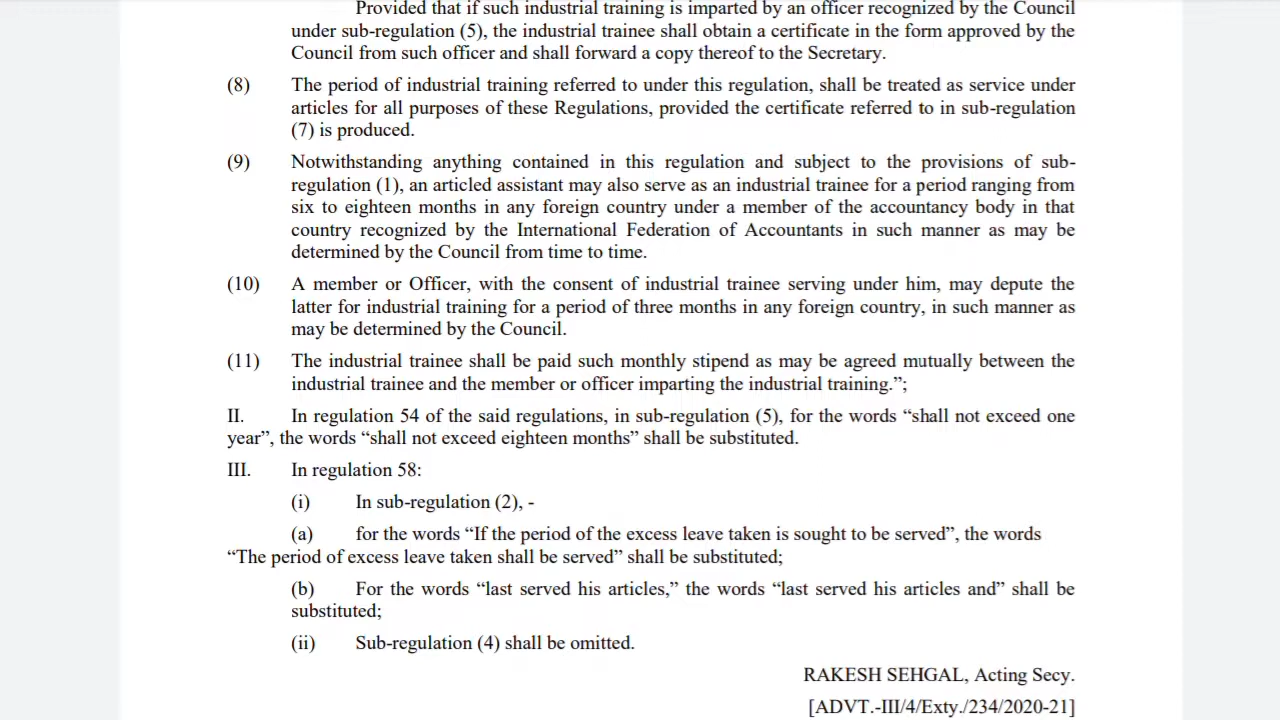 Provided that if such industrial training is imparted by an officer recognized by the Council
under sub-regulation (5), the industrial trainee shall obtain a certificate in the form approved by the
Council from such officer and shall forward a copy thereof to the Secretary.
(8) The period of industrial training referred to under this regulation, shall be treated as service under
articles for all purposes of these Regulations, provided the certificate referred to in sub-regulation
(7) is produced.
(9) Notwithstanding anything contained in this regulation and subject to the provisions of sub-
regulation (1), an articled assistant may also serve as an industrial trainee for a period ranging from
six to eighteen months in any foreign country under a member of the accountancy body in that
country recognized by the International Federation of Accountants in such manner as may be
determined by the Council from time to time.
(10) A member or Officer, with the consent of industrial trainee serving under him, may depute the
latter for industrial training for a period of three months in any foreign country, in such manner as
may be determined by the Council.
(11) The industrial trainee shall be paid such monthly stipend as may be agreed mutually between the
industrial trainee and the member or officer imparting the industrial training.”;
II. In regulation 54 of the said regulations, in sub-regulation (5), for the words “shall not exceed one
year”, the words “shall not exceed eighteen months” shall be substituted.
III. In regulation 58:
(i) In sub-regulation (2), -
(a) for the words “If the period of the excess leave taken is sought to be served”, the words
“The period of excess leave taken shall be served” shall be substituted;
(b) For the words “last served his articles,” the words “last served his articles and” shall be
substituted;
(ii) Sub-regulation (4) shall be omitted.
RAKESH SEHGAL, Acting Secy.
[ADVT.-III/4/Exty./234/2020-21]